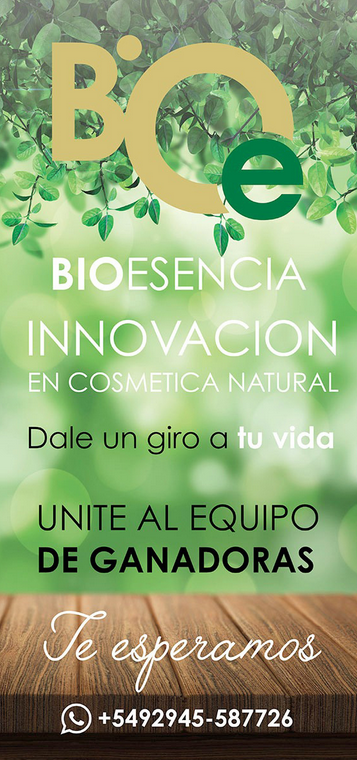 BiOe
BIOESENCIA
INNOVACION
EN COSMETICA NATURAL
Dale un giro a tu vida
UNITE AL EQUIPO
DE GANADORAS
Te esperamos
+5492945-587726